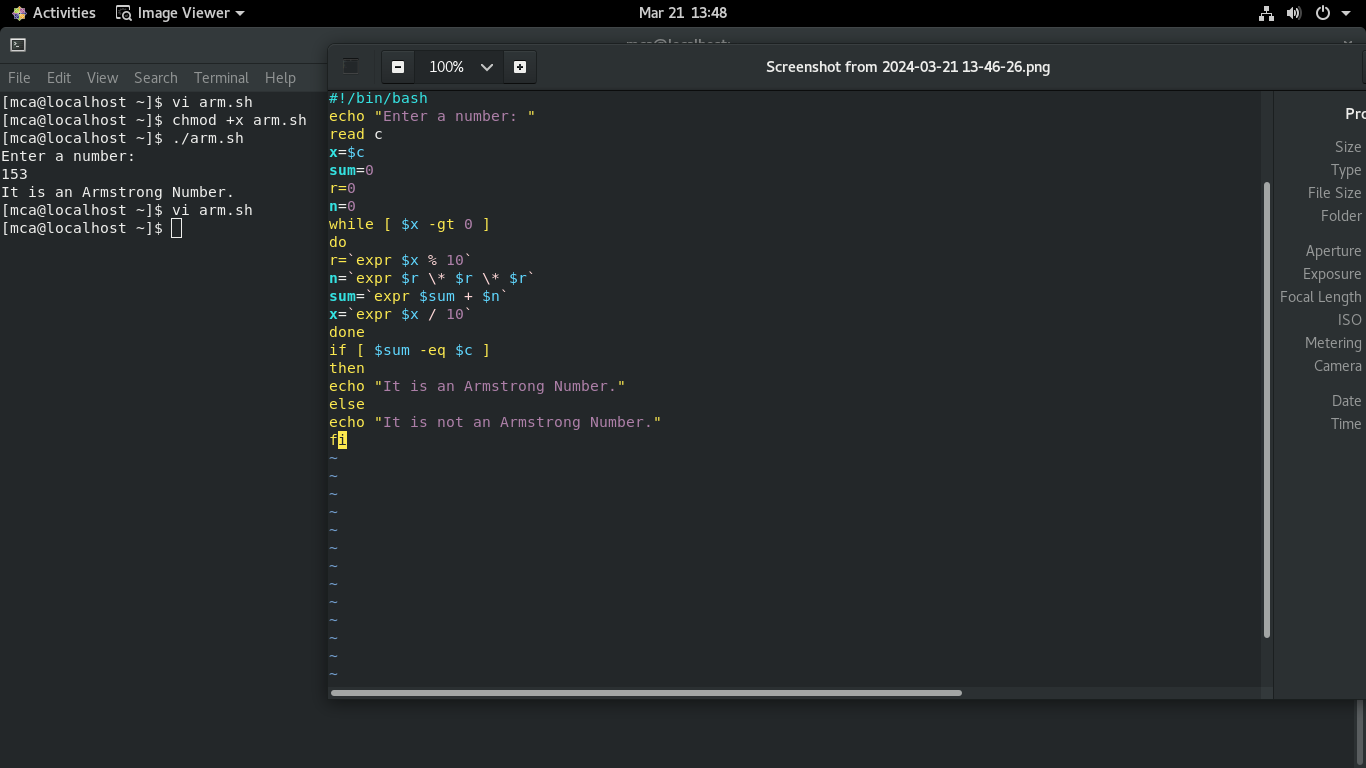 Activities Image Viewer Mar 21 13:48
File Edit View Search Terminal Help
[mca@localhost ~]$ vi arm.sh
[mca@localhost ~]$ chmod +x arm.sh
[mca@localhost ~]$ ./arm.sh
Enter a number:
153
It is an Armstrong Number.
[mca@localhost ~]$ vi arm.sh
[mca@localhost ~]$
100% Screenshot from 2024-03-21 13-46-26.png
#!/bin/bash
echo "Enter a number: "
read c
x=$c
sum=0
r=0
n=0
while [ $x -gt 0 ]
do
r=`expr $x % 10`
n=`expr $r \* $r \* $r`
sum=`expr $sum + $n`
x=`expr $x / 10`
done
if [ $sum -eq $c ]
then
echo "It is an Armstrong Number."
else
echo "It is not an Armstrong Number."
fi
~
~
~
~
~
~
~
~
~
~
~
~
~
Size
Type
File Size
Folder
Aperture
Exposure
Focal Length
ISO
Metering
Camera
Date
Time